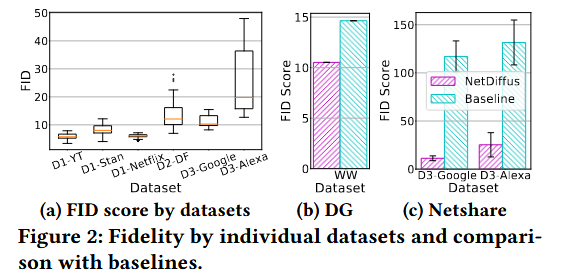 50
40
30
20
10
FID
D1-YT
D1-Stan
D1-Netflix
D2-DF
D3-Google
D3-Alexa
Dataset
(a) FID score by datasets
15
10
5
0
FID Score
WW
Dataset
(b) DG
150
100
50
0
FID Score
NetDiffus
Baseline
D3-Google D3-Alexa
Dataset
(c) Netshare
Figure 2: Fidelity by individual datasets and compari-
son with baselines.